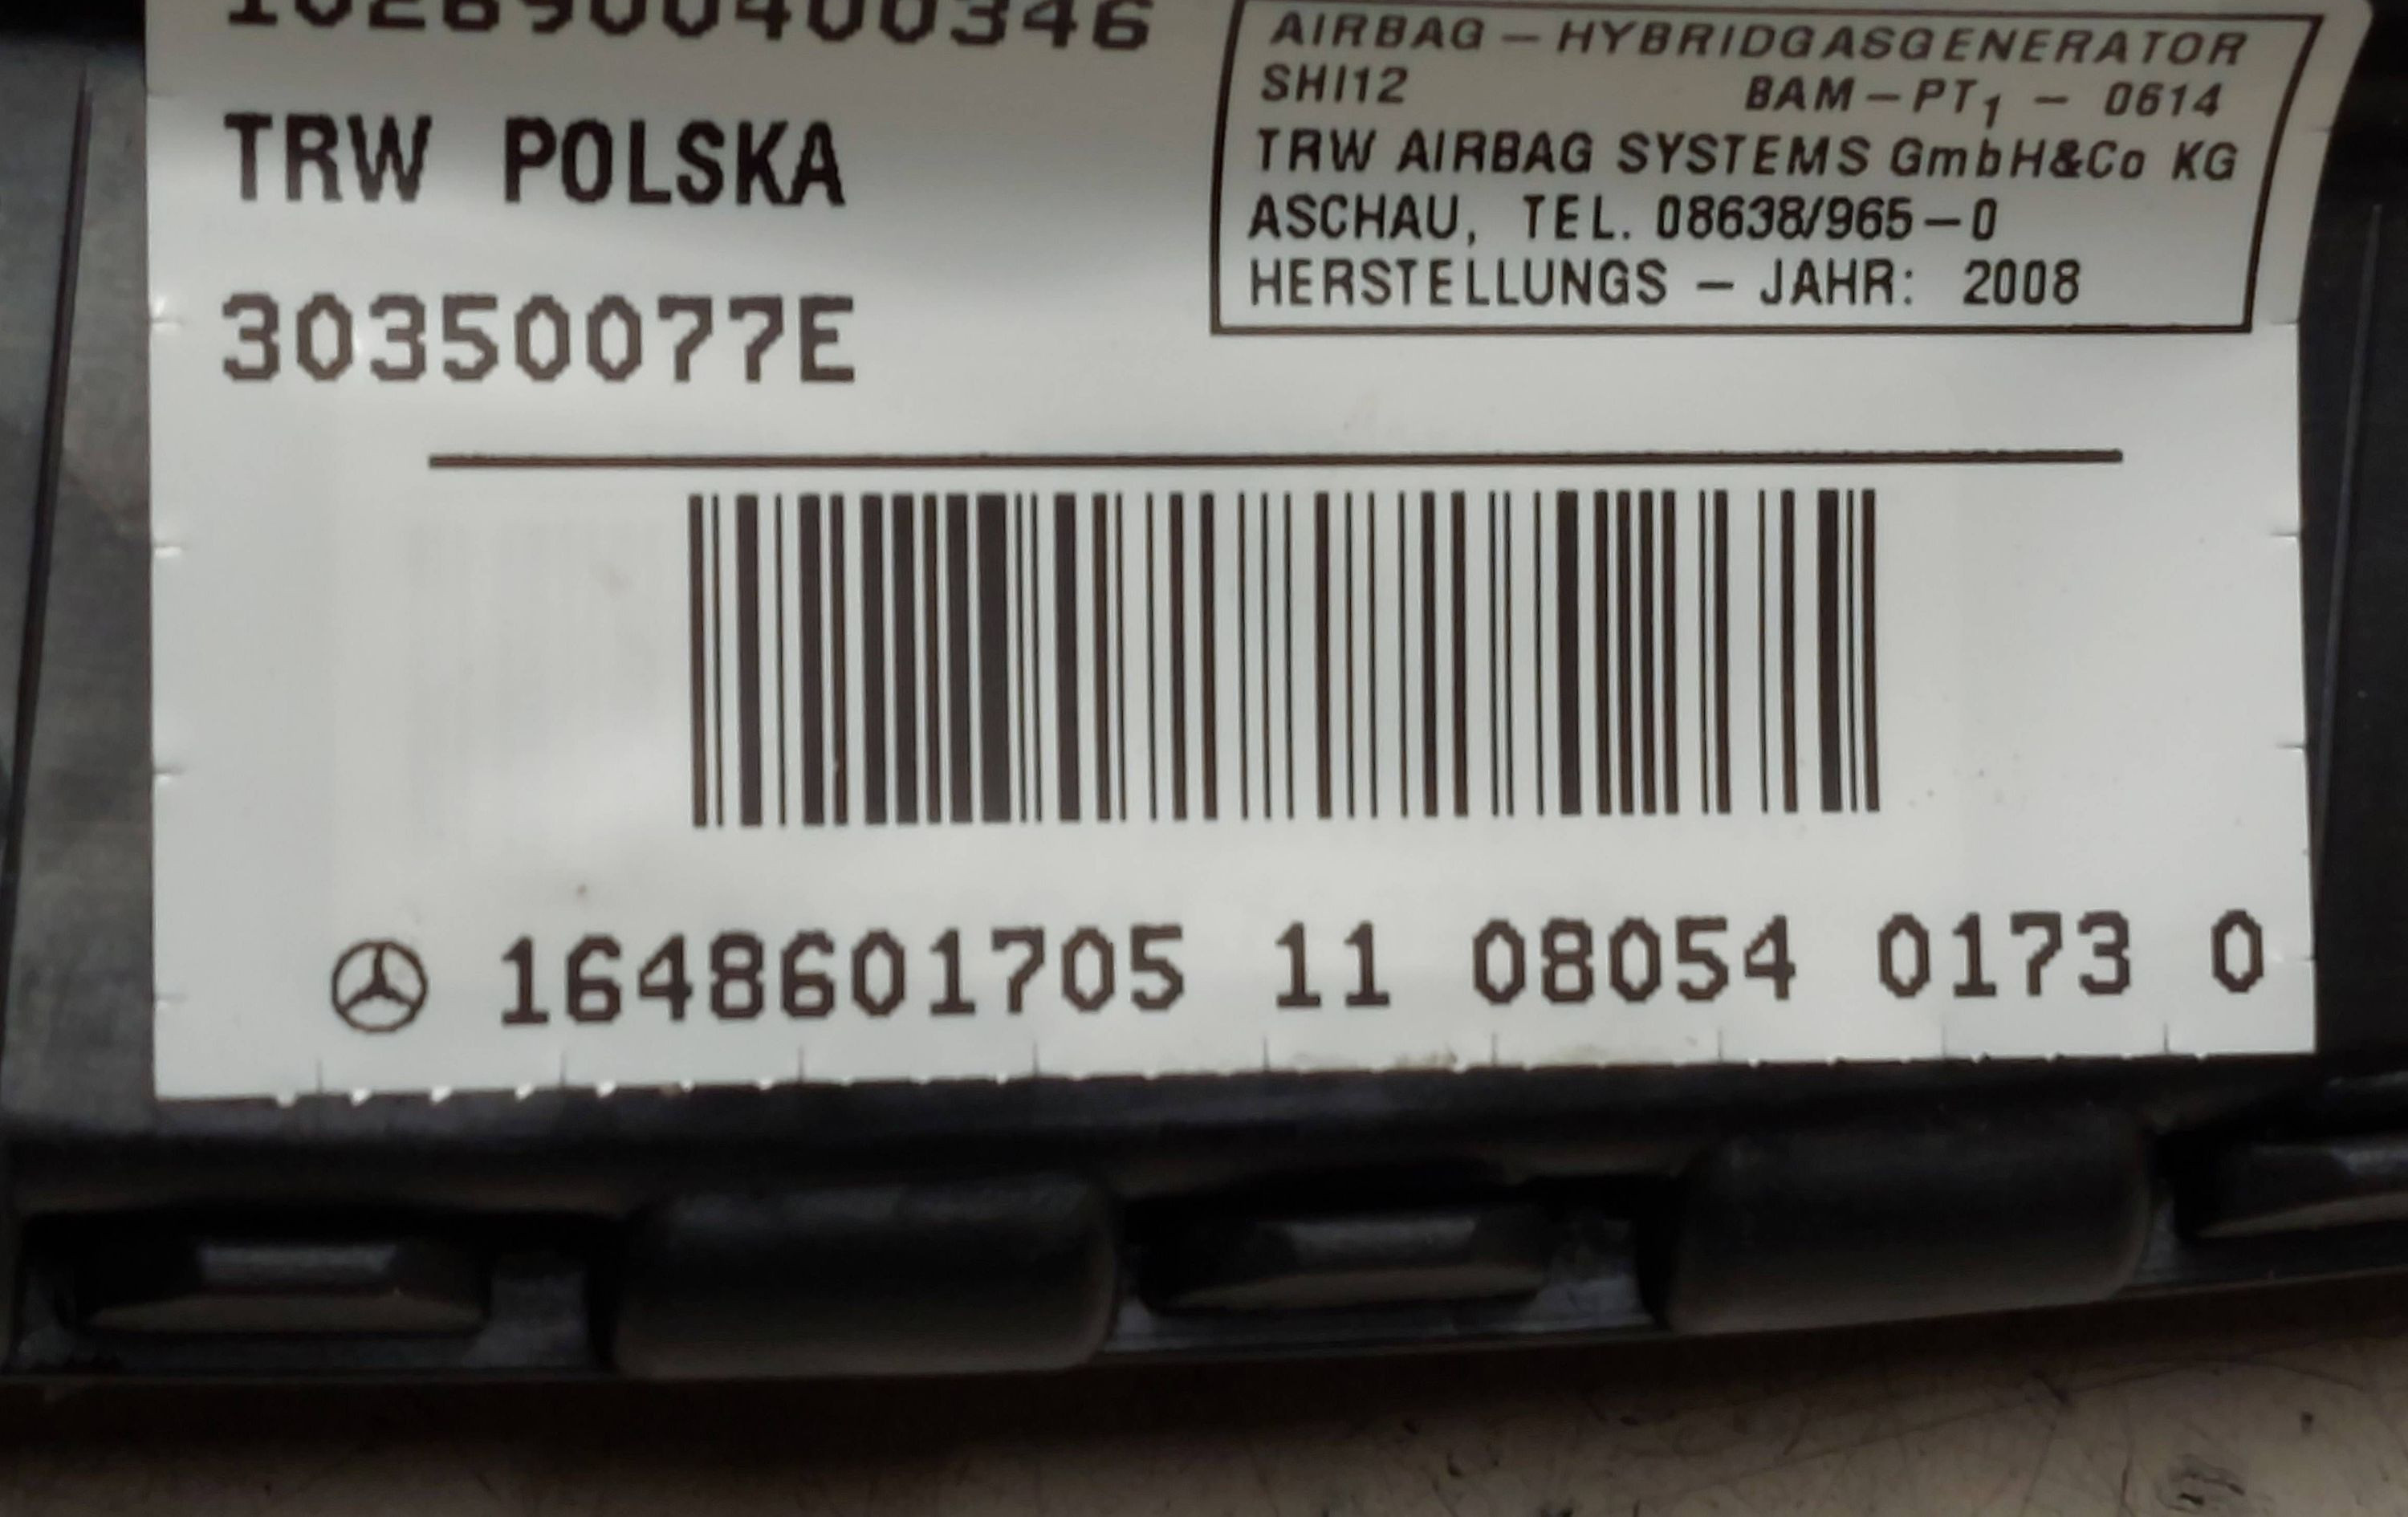 1028900400346
TRW POLSKA
30350077E
AIRBAG – HYBRIDGASGENERATOR
SHI12 BAM – PT1 – 0614
TRW AIRBAG SYSTEMS GmbH&Co KG
ASCHAU, TEL. 08638/965–0
HERSTELLUNGS – JAHR: 2008
1648601705 11 08054 0173 0